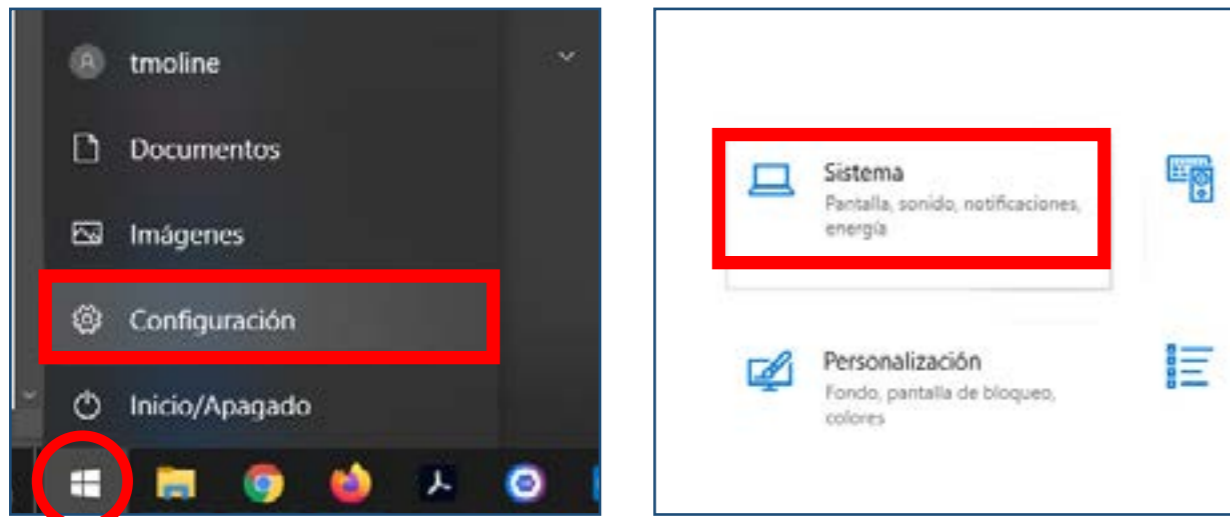 tmoline
Documentos
Imágenes
Configuración
Inicio/Apagado
Sistema
Pantalla, sonido, notificaciones,
energía
Personalización
Fondo, pantalla de bloqueo,
colores